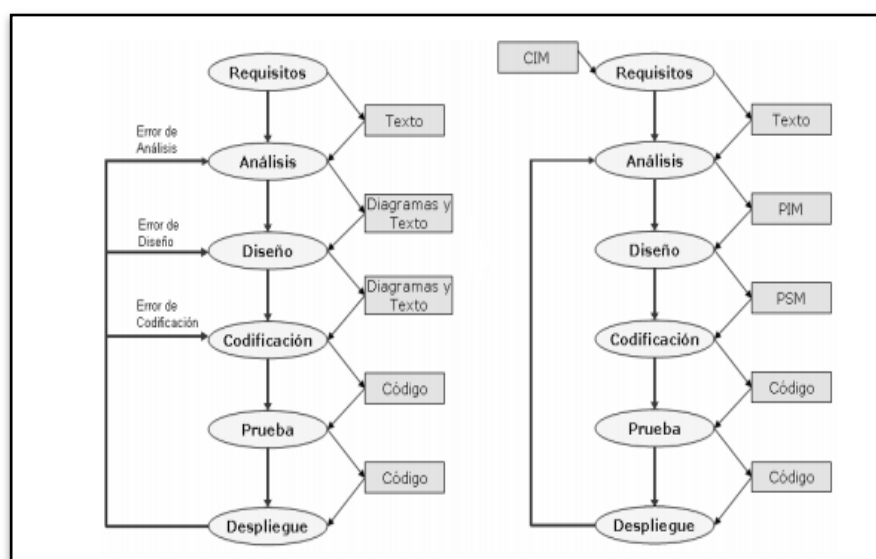 Requisitos
Texto
Error de
Análisis
Análisis
Diagramas y
Texto
Error de
Diseño
Diseño
Diagramas y
Texto
Error de
Codificación
Codificación
Código
Prueba
Código
Despliegue
CIM
Requisitos
Texto
Análisis
PIM
Diseño
PSM
Codificación
Código
Prueba
Código
Despliegue